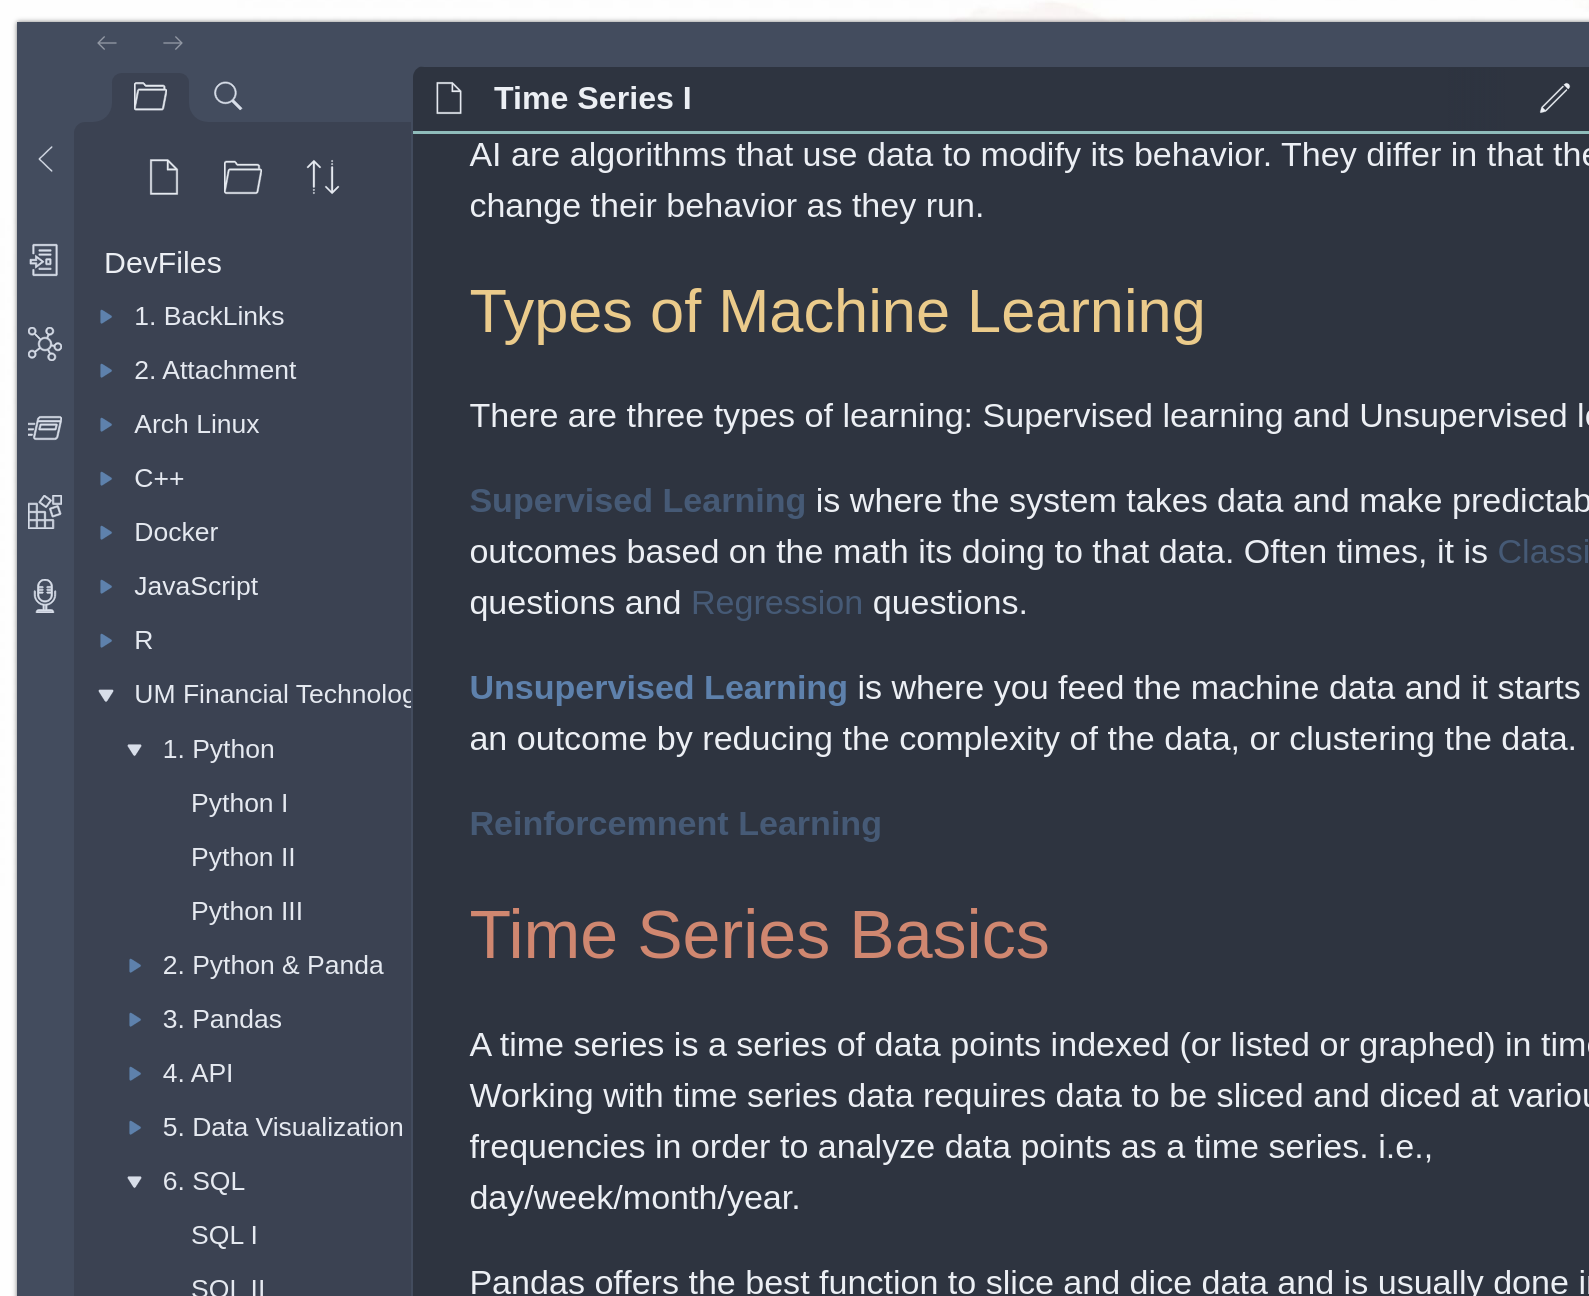 Time Series I
DevFiles
1. BackLinks
2. Attachment
Arch Linux
C++
Docker
JavaScript
R
UM Financial Technolog
1. Python
Python I
Python II
Python III
2. Python & Panda
3. Pandas
4. API
5. Data Visualization
6. SQL
SQL I
SQL II
AI are algorithms that use data to modify its behavior. They differ in that the
change their behavior as they run.
Types of Machine Learning
There are three types of learning: Supervised learning and Unsupervised
Supervised Learning is where the system takes data and make predictab
outcomes based on the math its doing to that data. Often times, it is Classi
questions and Regression questions.
Unsupervised Learning is where you feed the machine data and it starts
an outcome by reducing the complexity of the data, or clustering the data.
Reinforcemnent Learning
Time Series Basics
A time series is a series of data points indexed (or listed or graphed) in tim
Working with time series data requires data to be sliced and diced at variou
frequencies in order to analyze data points as a time series. i.e.,
day/week/month/year.
Pandas offers the best function to slice and dice data and is usually done